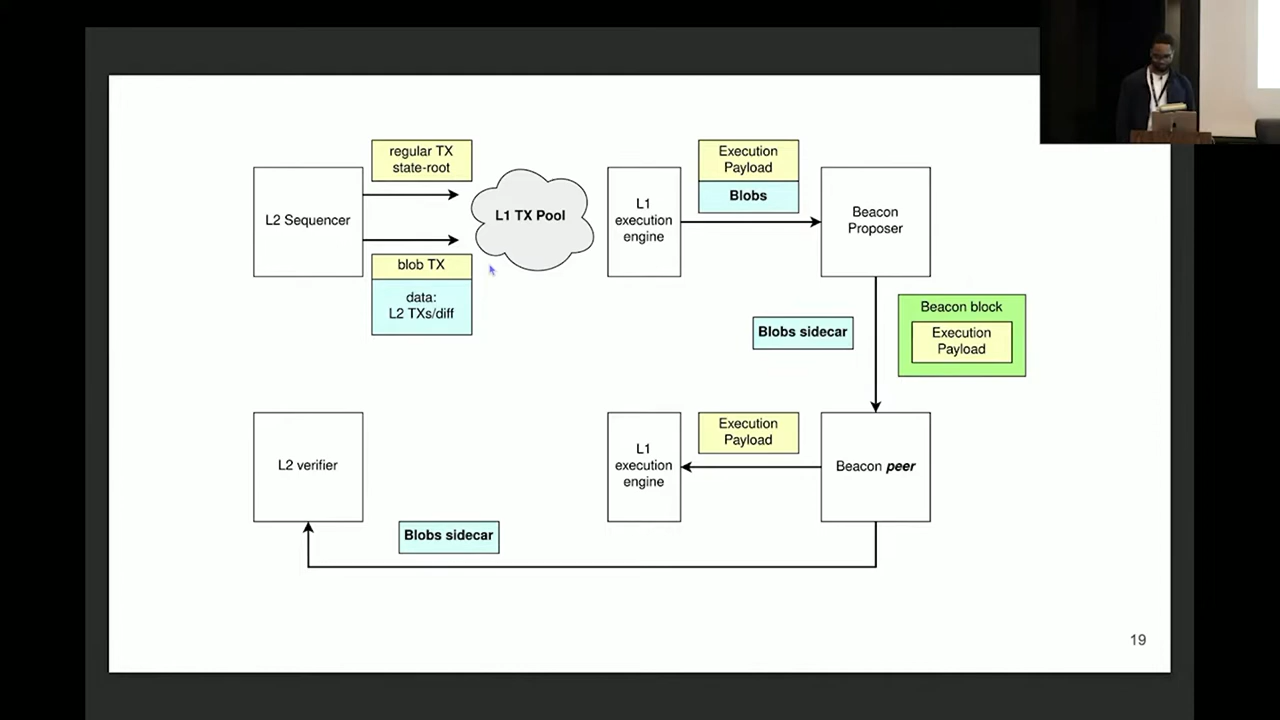 regular TX
state-root
L2 Sequencer
L1 TX Pool
blob TX
data:
L2 TXs/diff
L1
execution
engine
Execution
Payload
Blobs
Beacon
Proposer
Blobs sidecar
Beacon block
Execution
Payload
L2 verifier
L1
execution
engine
Execution
Payload
Beacon peer
Blobs sidecar
19